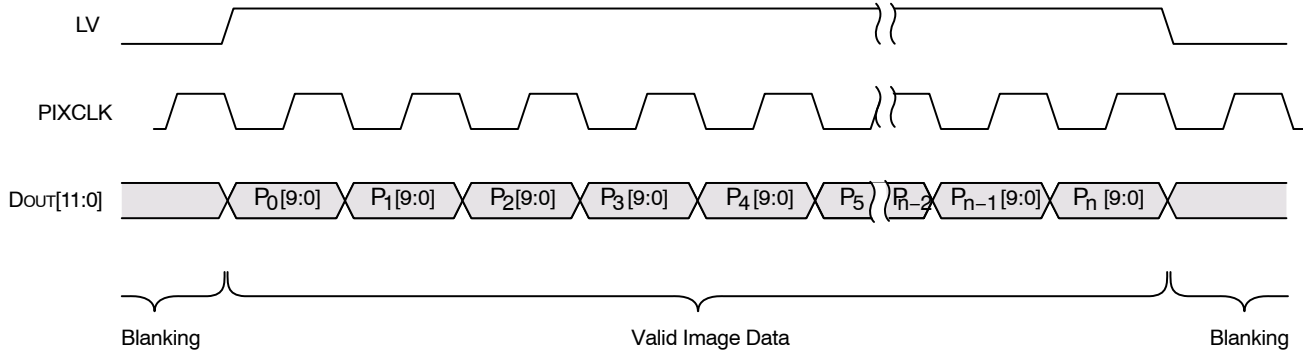 LV
PIXCLK
DOUT[11:0]
P0[9:0] P1[9:0] P2[9:0] P3[9:0] P4[9:0] P5 Pn−2 Pn−1[9:0] Pn [9:0]
Blanking Valid Image Data Blanking